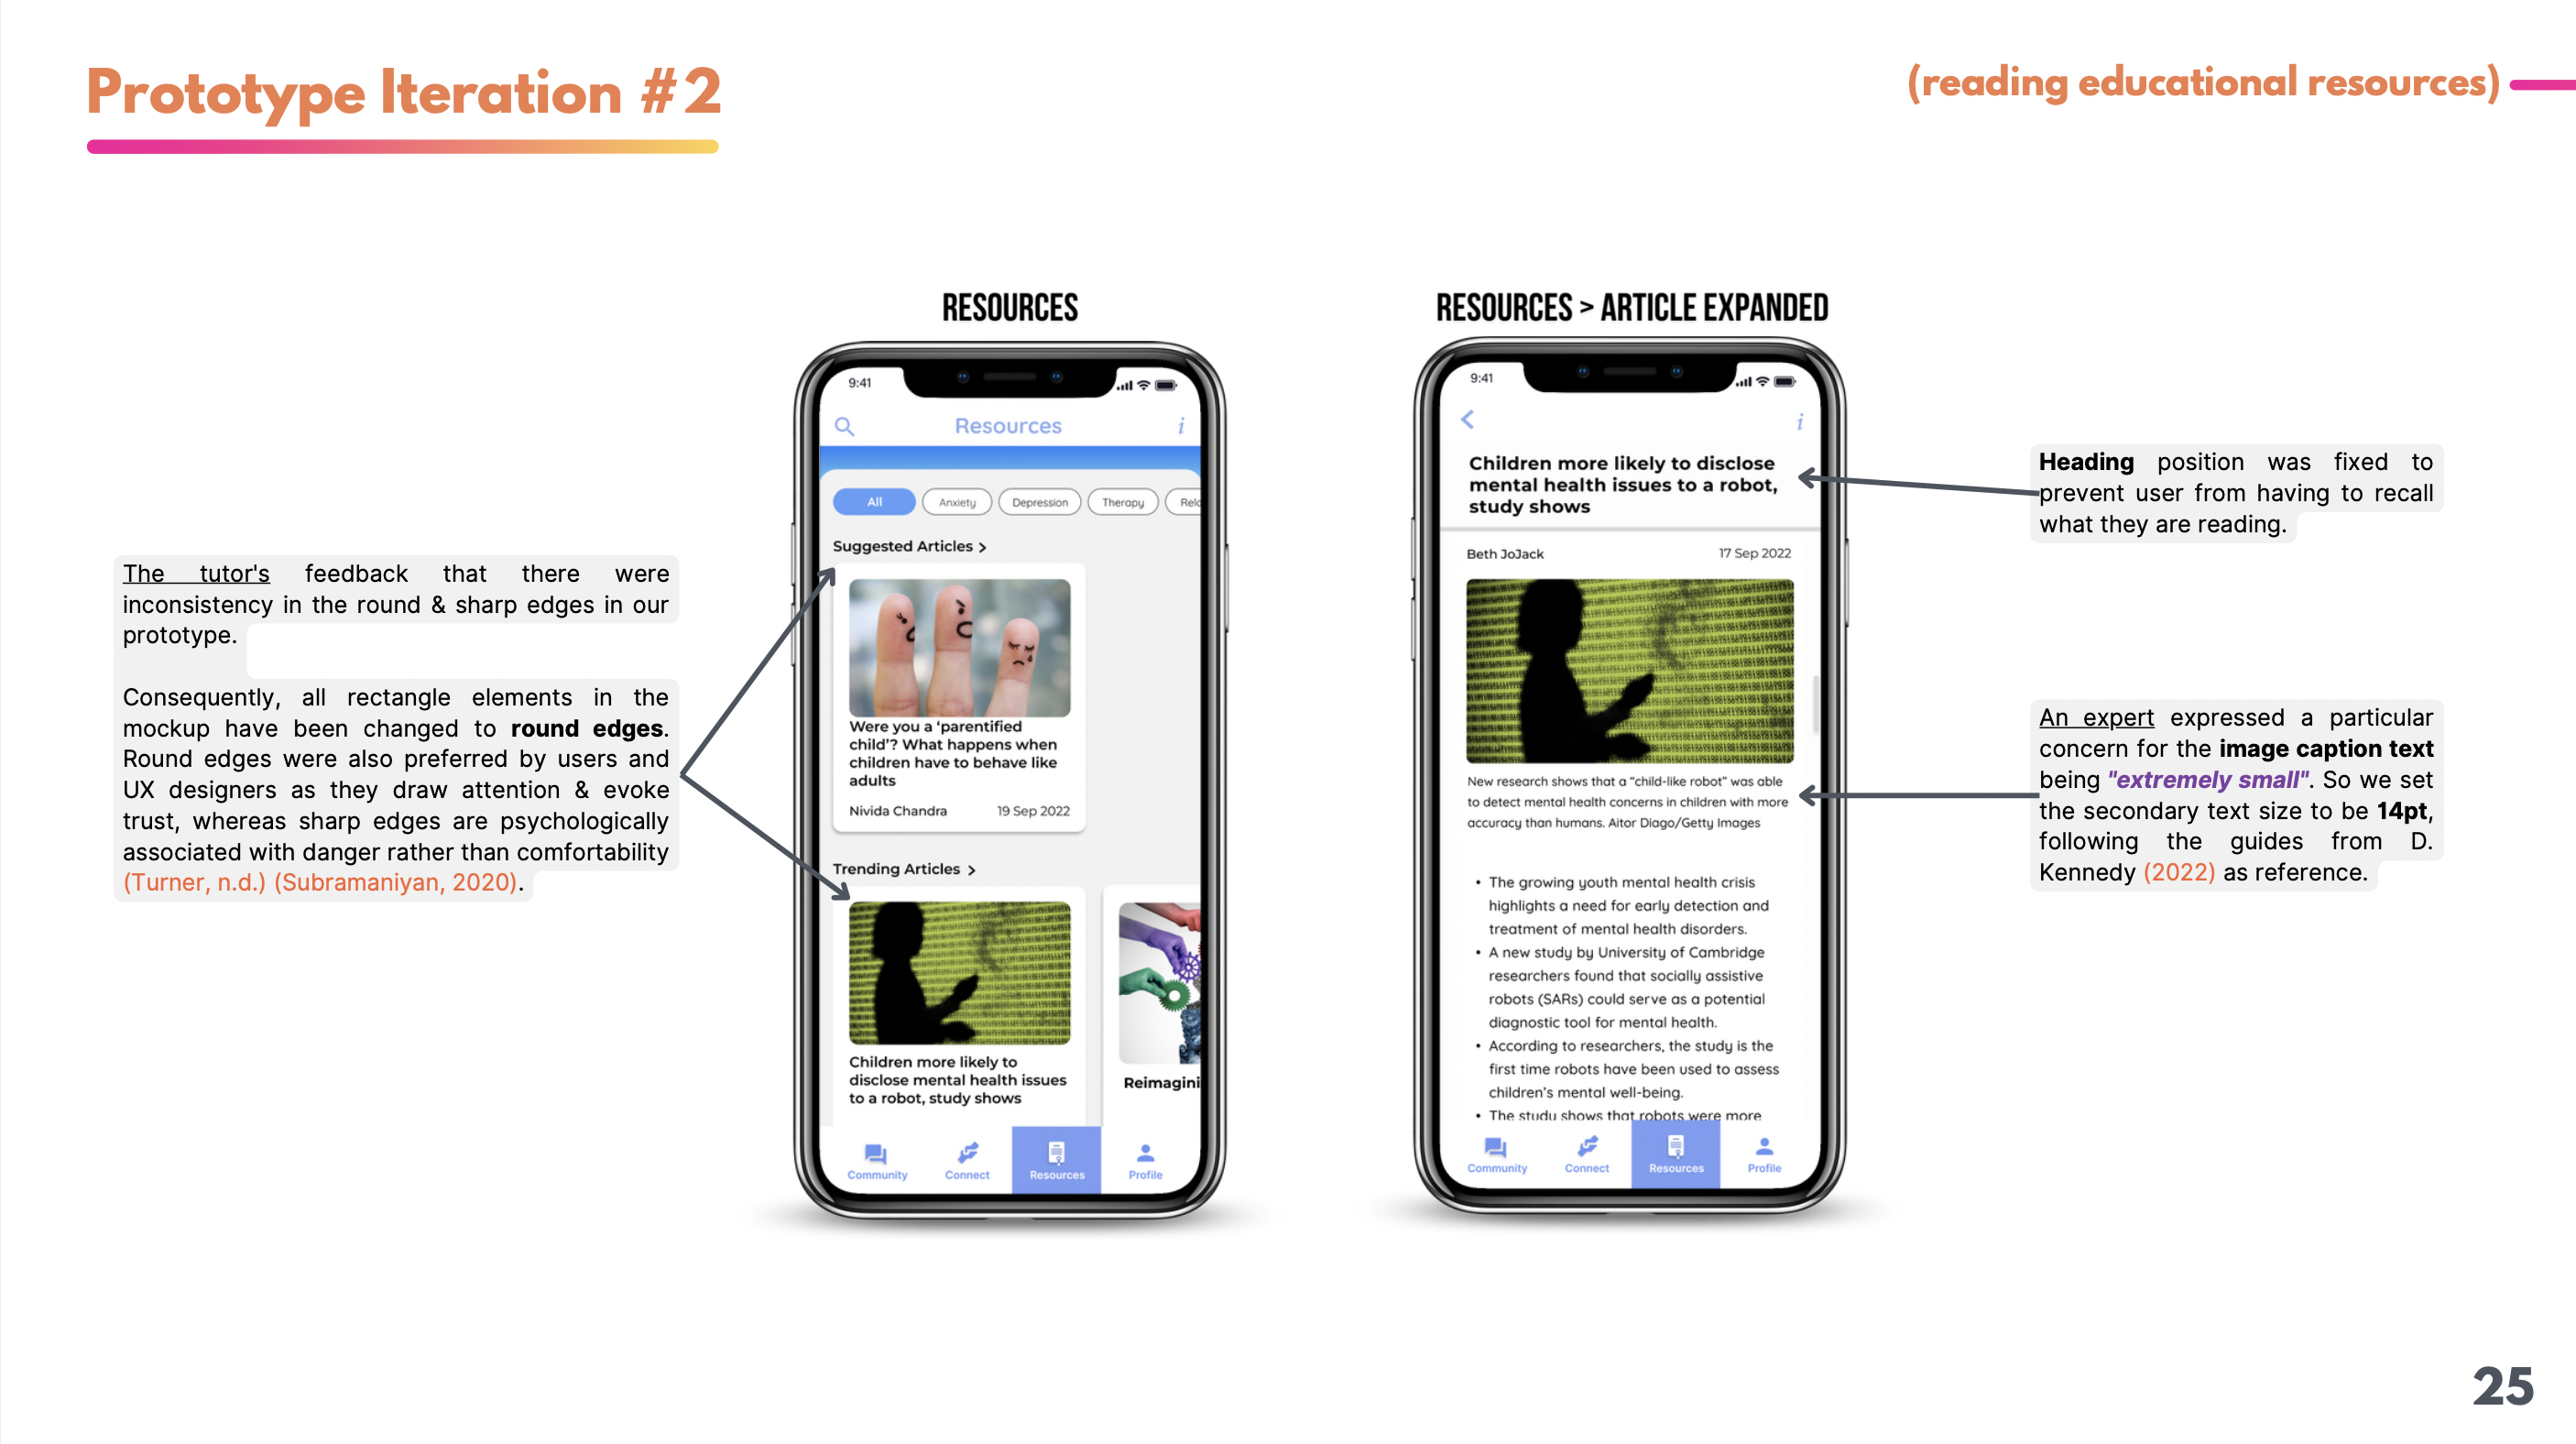 Prototype Iteration #2
(reading educational resources)
The tutor's feedback that there were
inconsistency in the round & sharp edges in our
prototype.
Consequently, all rectangle elements in the
mockup have been changed to round edges.
Round edges were also preferred by users and
UX designers as they draw attention & evoke
trust, whereas sharp edges are psychologically
associated with danger rather than comfortability
(Turner, n.d.) (Subramaniyan, 2020).
RESOURCES
9:41
Resources
i
All
Anxiety
Depression
Therapy
Rela
Suggested Articles >
Were you a 'parentified
child'? What happens when
children have to behave like
adults
Nivida Chandra
19 Sep 2022
Trending Articles >
Children more likely to
disclose mental health issues
to a robot, study shows
Reimagini
Community
Connect
Resources
Profile
RESOURCES > ARTICLE EXPANDED
9:41
i
Children more likely to disclose
mental health issues to a robot,
study shows
Beth JoJack
17 Sep 2022
New research shows that a "child-like robot" was able
to detect mental health concerns in children with more
accuracy than humans. Aitor Diago/Getty Images
• The growing youth mental health crisis
highlights a need for early detection and
treatment of mental health disorders.
• A new study by University of Cambridge
researchers found that socially assistive
robots (SARs) could serve as a potential
diagnostic tool for mental health.
• According to researchers, the study is the
first time robots have been used to assess
children's mental well-being.
• The study shows that robots were more
Community
Connect
Resources
Profile
Heading position was fixed to
prevent user from having to recall
what they are reading.
An expert expressed a particular
concern for the image caption text
being "extremely small". So we set
the secondary text size to be 14pt,
following the guides from D.
Kennedy (2022) as reference.
25